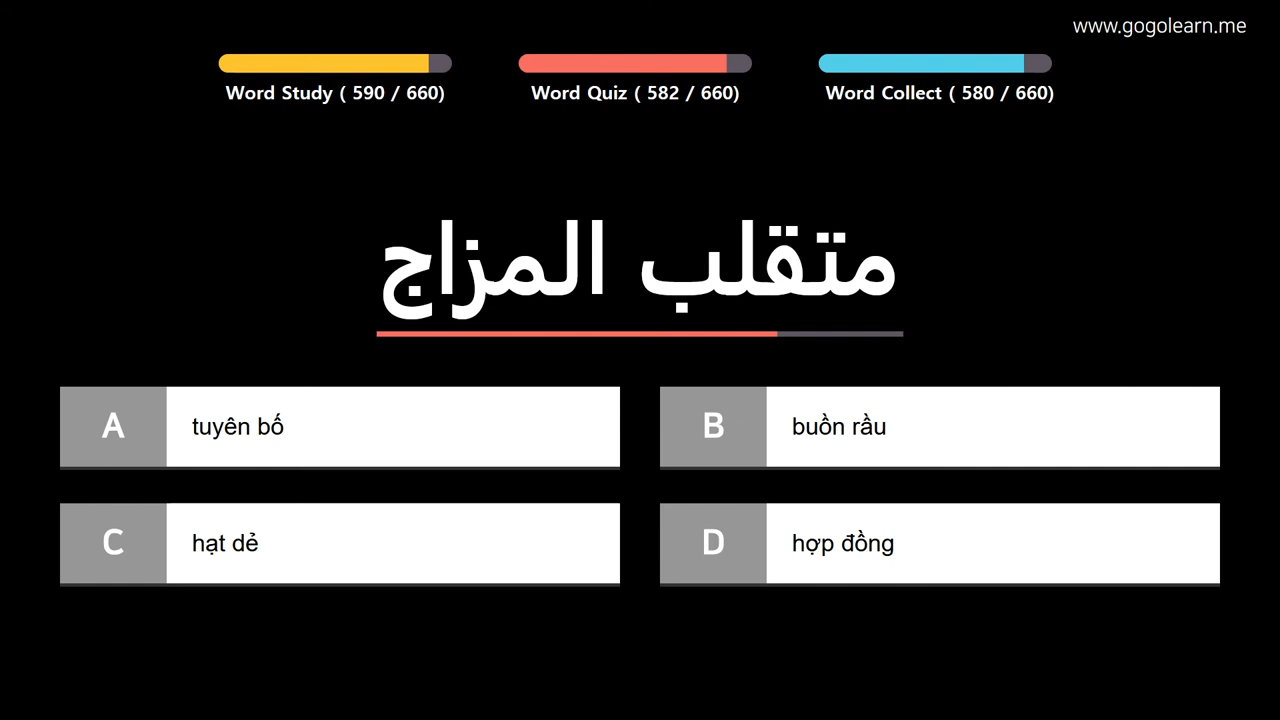 www.gogolearn.me
Word Study ( 590 / 660)
Word Quiz ( 582 / 660)
Word Collect ( 580 / 660)
متقلب المزاج
A
tuyên bố
B
buồn rầu
C
hạt dẻ
D
hợp đồng